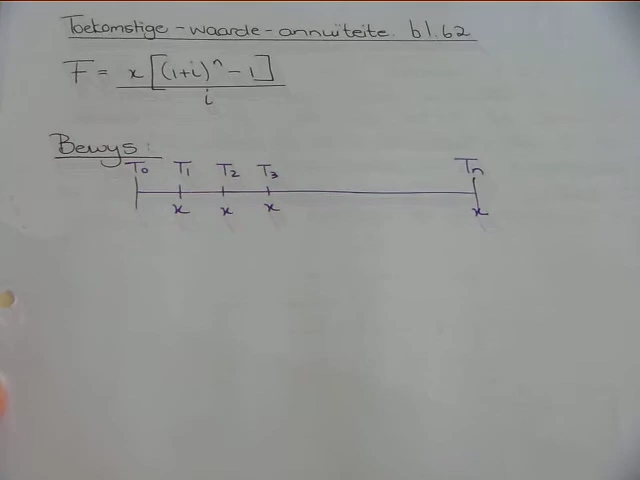 Toekomstige-waarde-annuïteite bl.62
F = x[(1+i)^n - 1]
i
Bewys:
T0 T1 T2 T3 Tn
x x x x